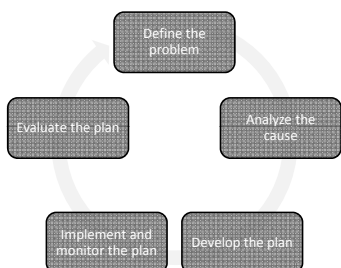 Define the
problem
Analyze the
cause
Develop the plan
Implement and
monitor the plan
Evaluate the plan